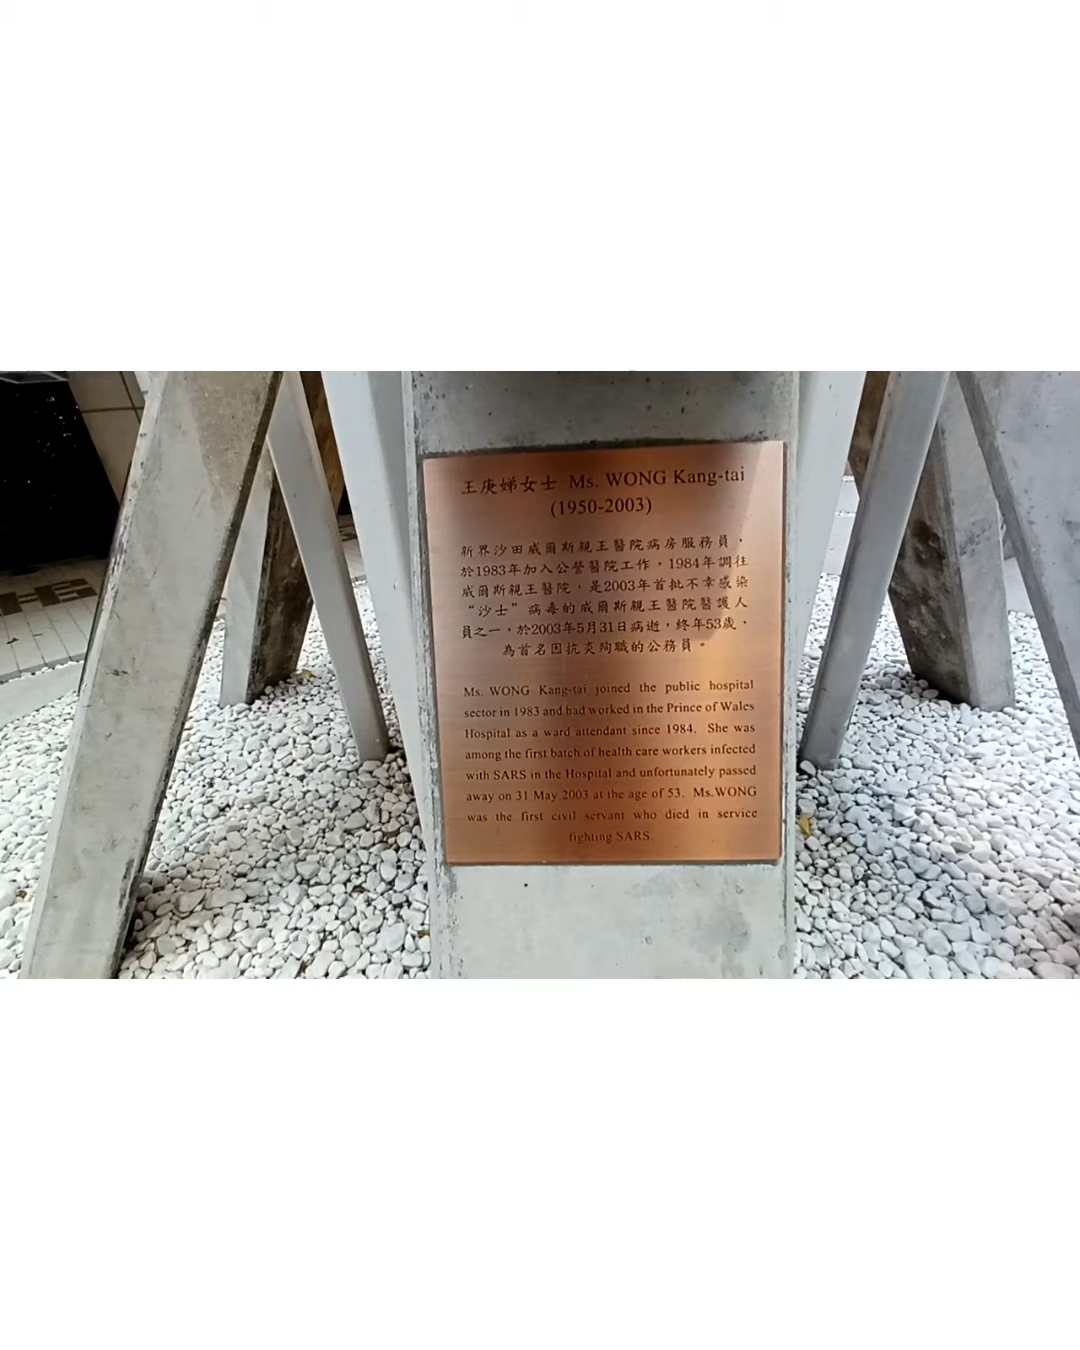 王庚娣女士 Ms. WONG Kang-tai
(1950-2003)
新界沙田威爾斯親王醫院病房服務員，
於1983年加入公營醫院工作，1984年調往
威爾斯親王醫院，是2003年首批不幸感染
“沙士”病毒的威爾斯親王醫院醫護人
員之一，於2003年5月31日病逝，終年53歲，
為首名因抗炎殉職的公務員。
Ms. WONG Kang-tai joined the public hospital
sector in 1983 and had worked in the Prince of Wales
Hospital as a ward attendant since 1984. She was
among the first batch of health care workers infected
with SARS in the Hospital and unfortunately passed
away on 31 May 2003 at the age of 53. Ms.WONG
was the first civil servant who died in service
fighting SARS.